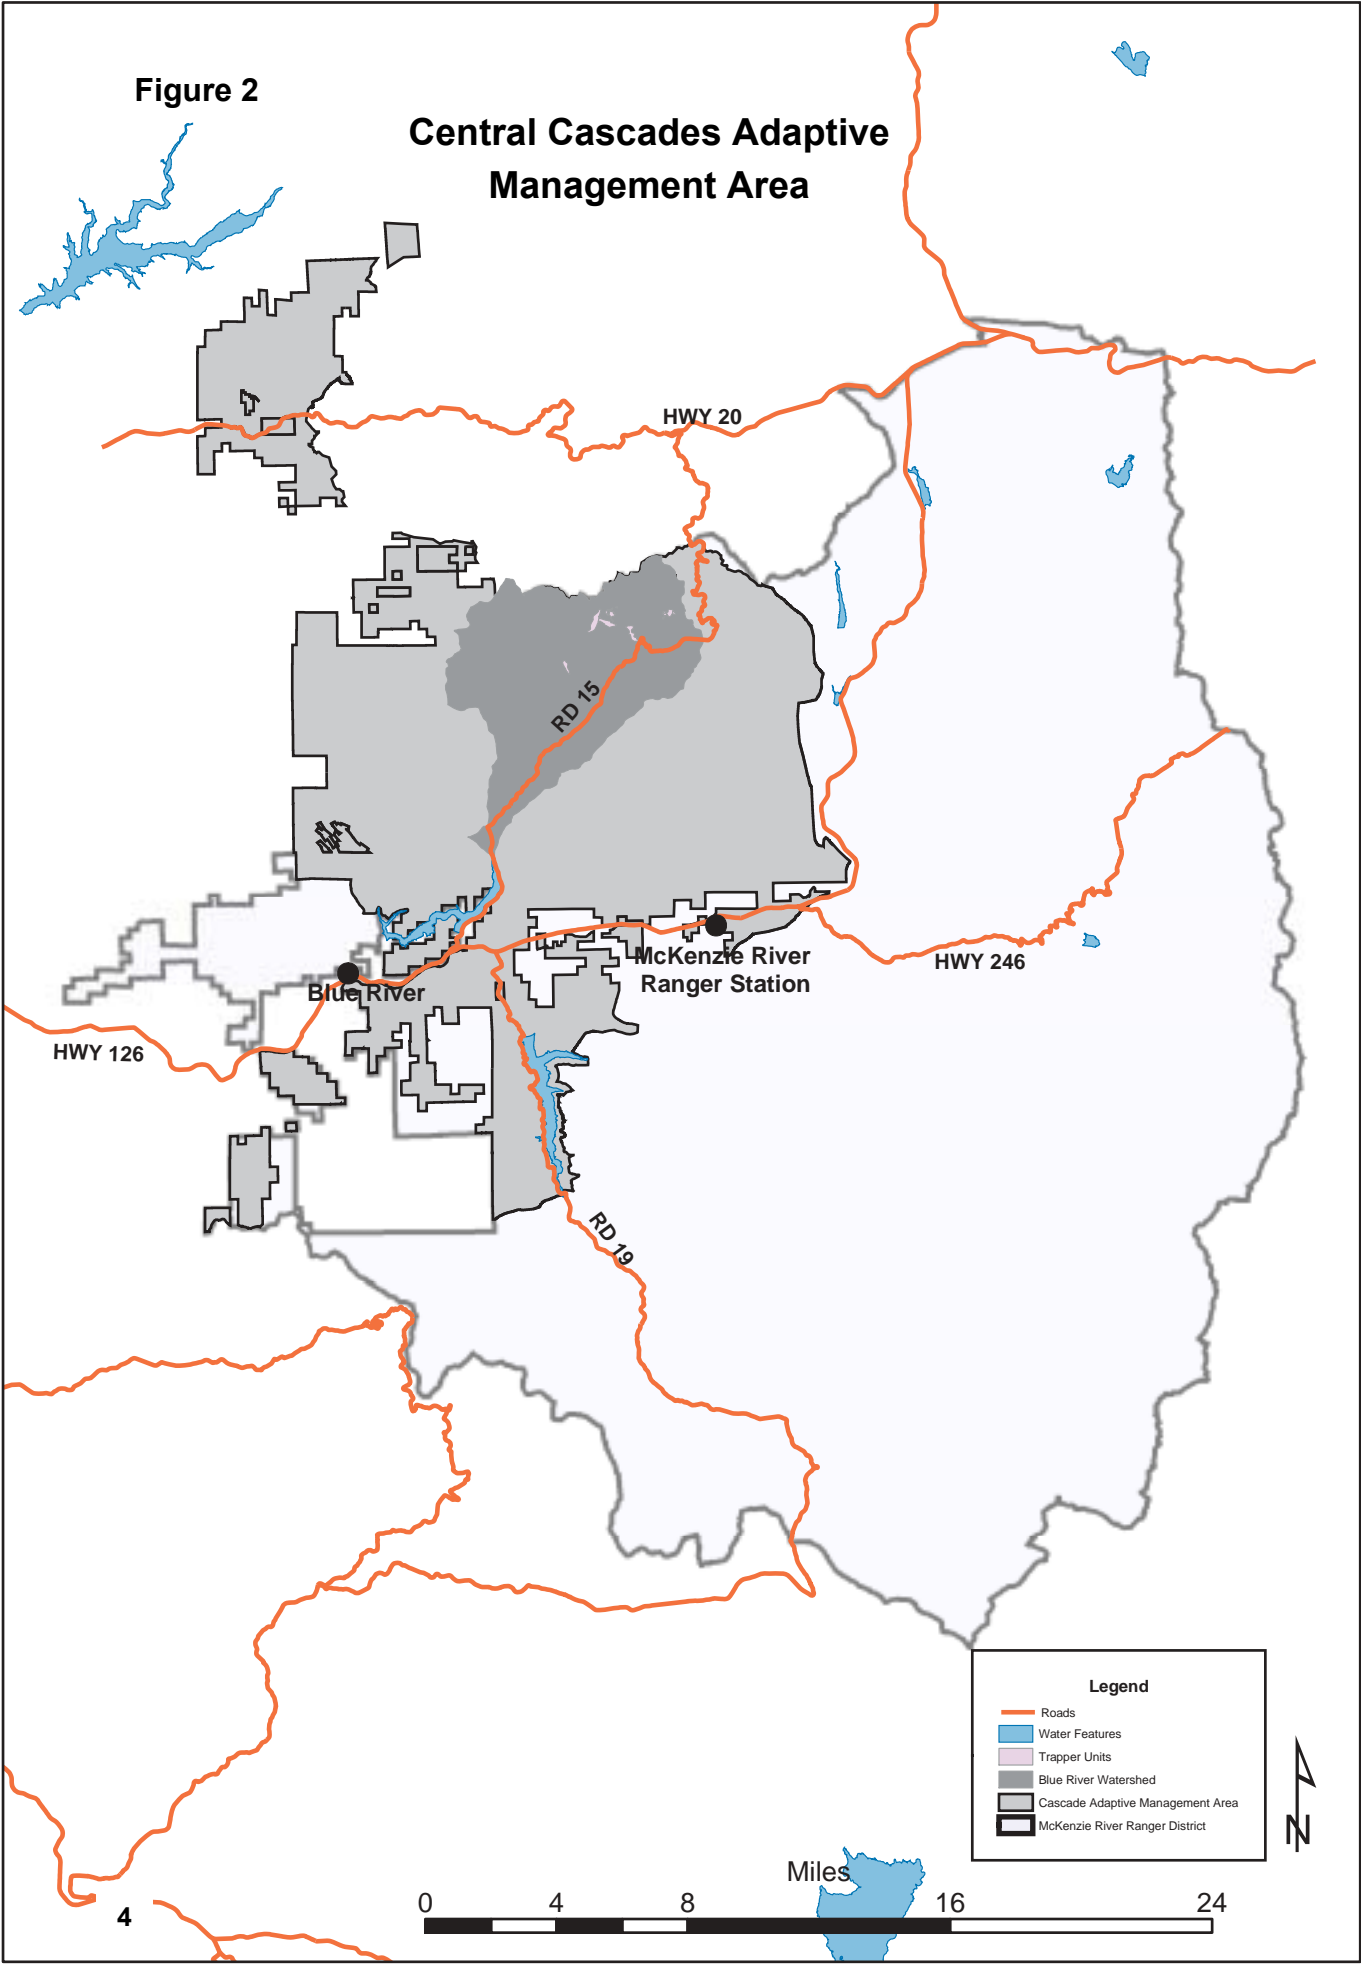 Figure 2
Central Cascades Adaptive
Management Area
HWY 20
RD 15
McKenzie River
Ranger Station
HWY 246
Blue River
HWY 126
RD 19
Legend
Roads
Water Features
Trapper Units
Blue River Watershed
Cascade Adaptive Management Area
McKenzie River Ranger District
N
Miles
0 4 8 16 24
4